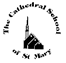 The Cathedral School
of St Mary